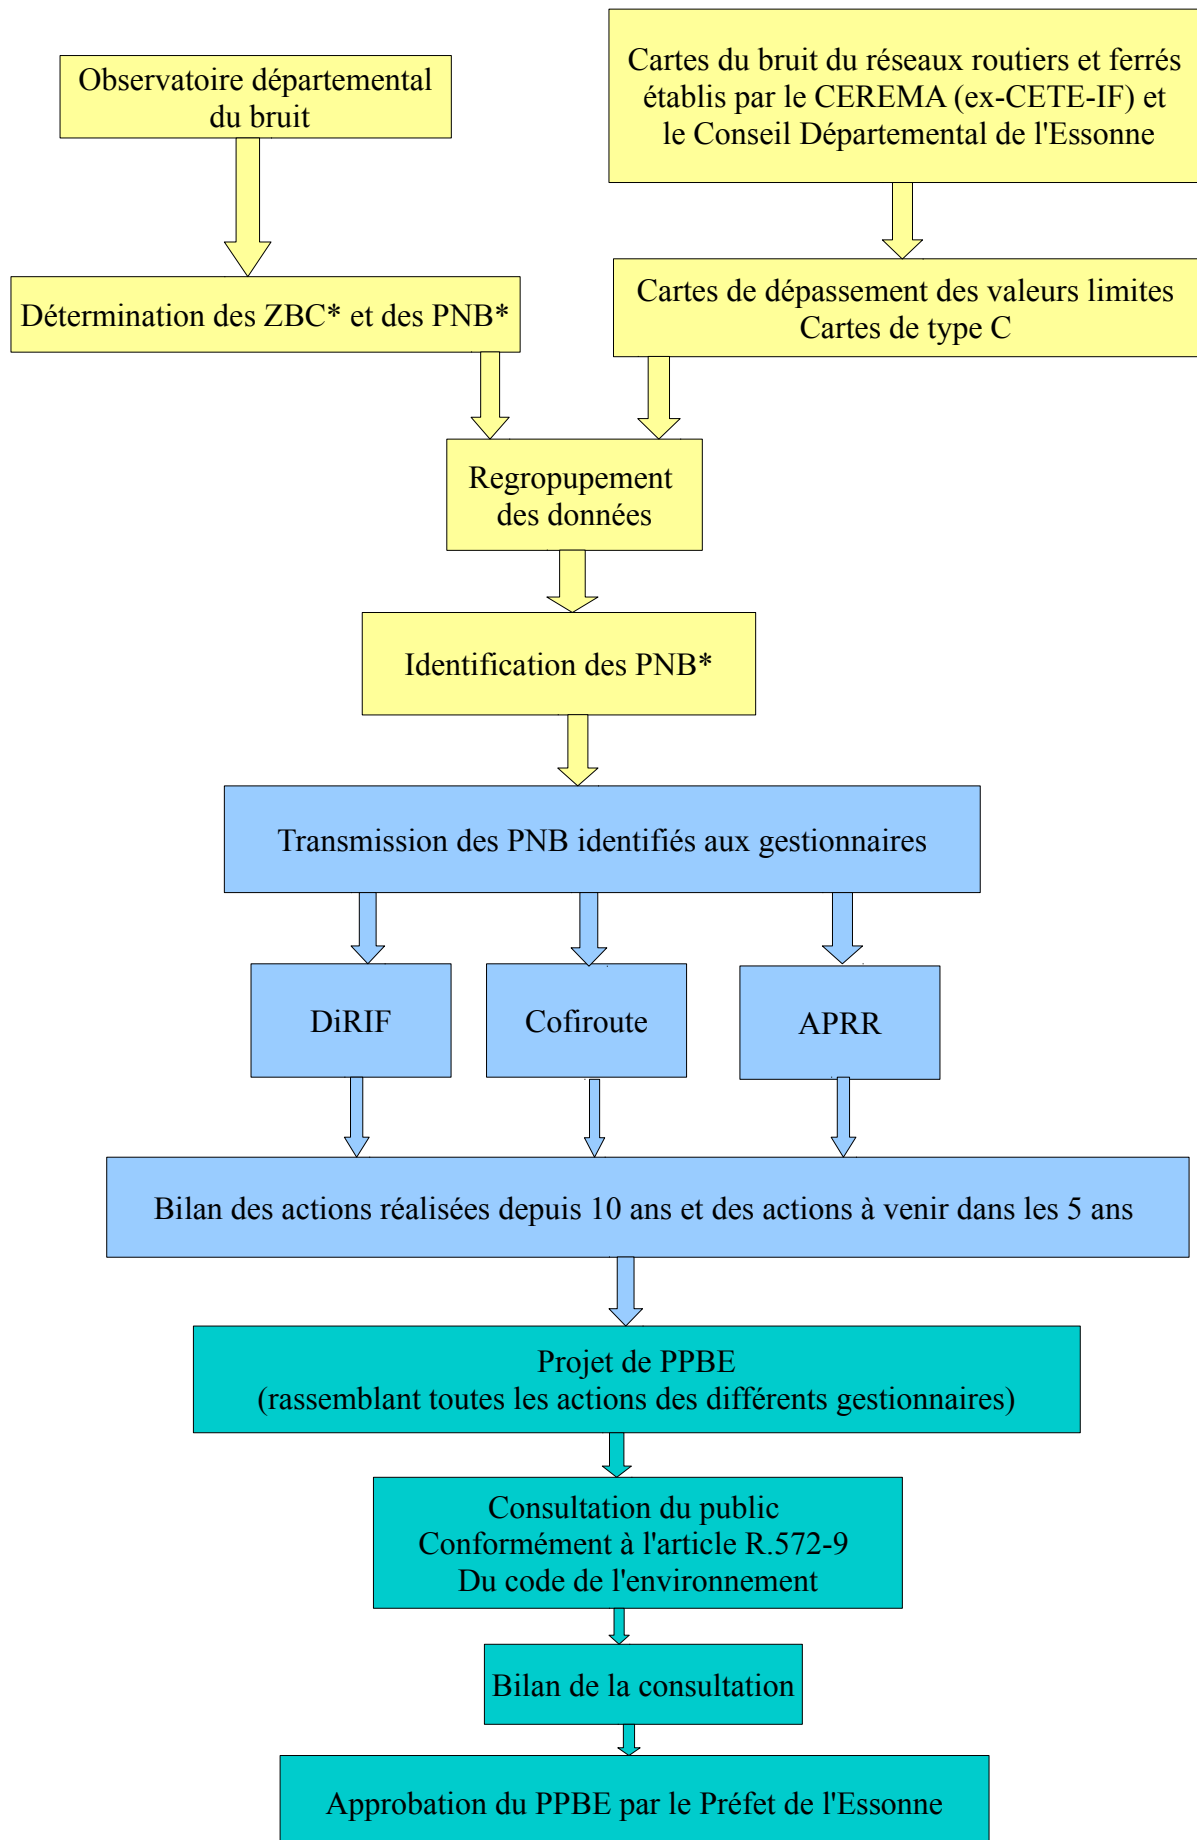 Observatoire départemental
du bruit
Cartes du bruit du réseaux routiers et ferrés
établis par le CEREMA (ex-CETE-IF) et
le Conseil Départemental de l'Essonne
Détermination des ZBC* et des PNB*
Cartes de dépassement des valeurs limites
Cartes de type C
Regropupement
des données
Identification des PNB*
Transmission des PNB identifiés aux gestionnaires
DiRIF
Cofiroute
APRR
Bilan des actions réalisées depuis 10 ans et des actions à venir dans les 5 ans
Projet de PPBE
(rassemblant toutes les actions des différents gestionnaires)
Consultation du public
Conformément à l'article R.572-9
Du code de l'environnement
Bilan de la consultation
Approbation du PPBE par le Préfet de l'Essonne